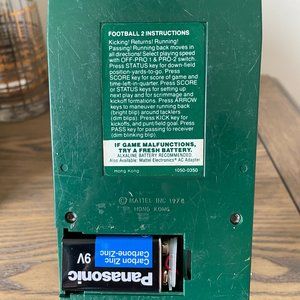 FOOTBALL 2 INSTRUCTIONS
Kicking! Returns! Running!
Passing! Running back moves in
all directions! Select playing speed
with OFF-PRO 1 & PRO-2 switch.
Press STATUS key for down-field
position-yards-to-go. Press
SCORE key for score of game and
time-left-in-quarter. Press SCORE
or STATUS key for setting up
next play and for scrimmage and
kickoff formations. Press ARROW
keys to maneuver running back
(bright blip) around tacklers
(dim blips). Press KICK key for
kickoffs, and punt/field goal. Press
PASS key for passing to receiver
(dim blinking blip).
IF GAME MALFUNCTIONS,
TRY A FRESH BATTERY.
ALKALINE BATTERY RECOMMENDED.
Also Available: Mattel® Electronics™ AC Adapter
Hong Kong 1050-0350
© MATTEL INC 1978
HONG KONG
Carbon Zinc
Carbone-Zinc
Panasonic
9V